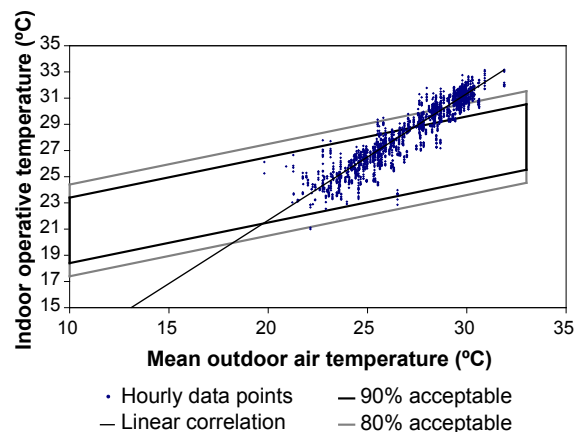 Indoor operative temperature (ºC)
35
33
31
29
27
25
23
21
19
17
15
10
15
20
25
30
35
Mean outdoor air temperature (ºC)
Hourly data points
90% acceptable
Linear correlation
80% acceptable